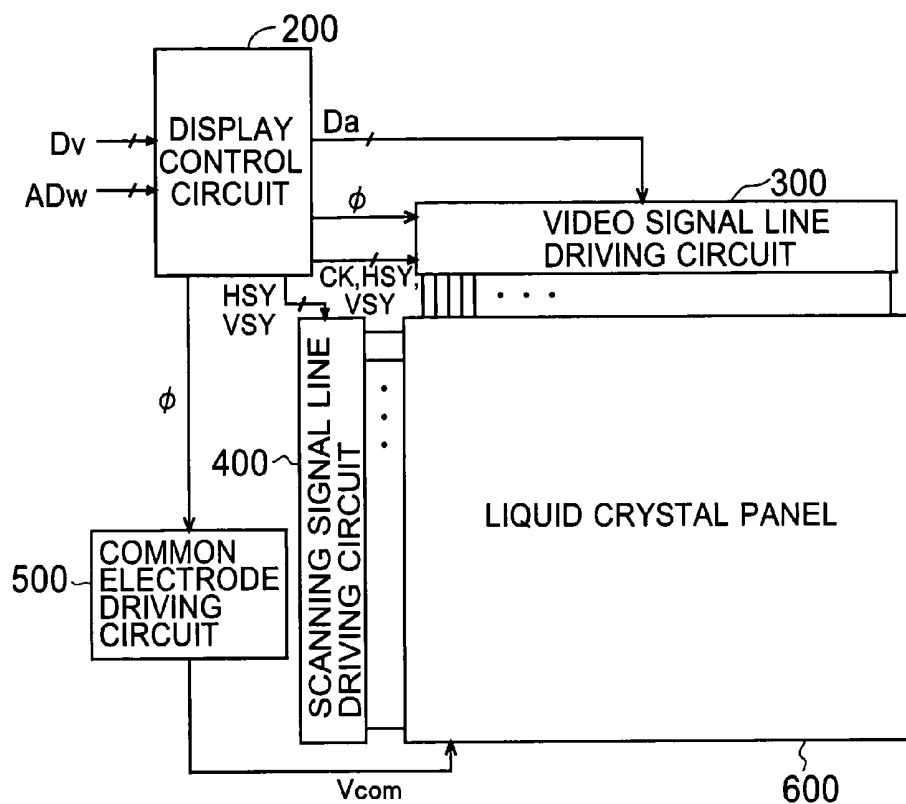 200
DISPLAY
CONTROL
CIRCUIT
Dv
ADw
Da
ϕ
300
VIDEO SIGNAL LINE
DRIVING CIRCUIT
CK,HSY,
VSY
HSY
VSY
ϕ
400
SCANNING SIGNAL LINE
DRIVING CIRCUIT
LIQUID CRYSTAL PANEL
500
COMMON
ELECTRODE
DRIVING
CIRCUIT
Vcom
600